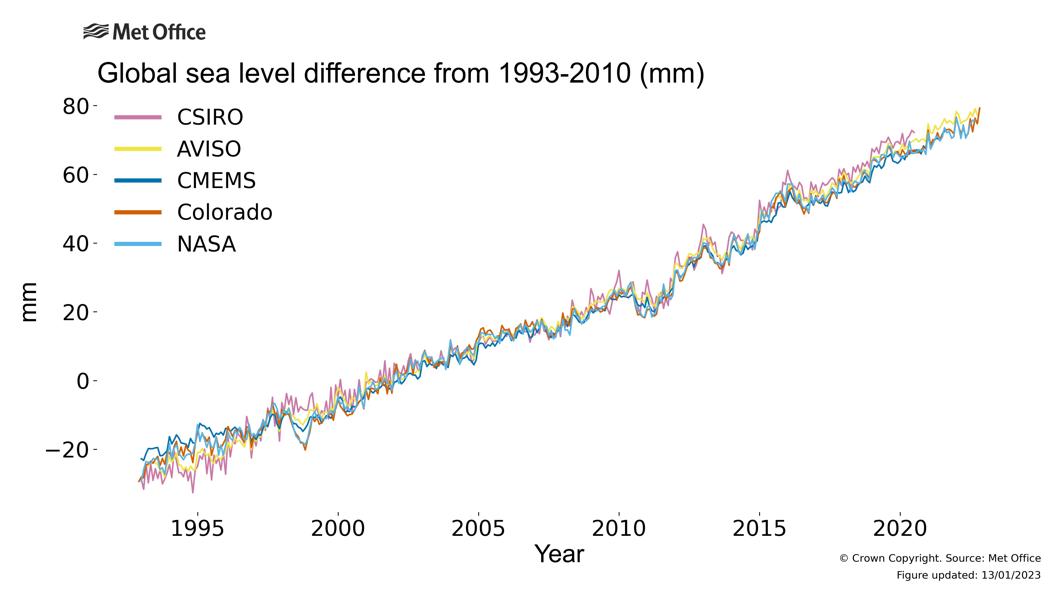 Met Office
Global sea level difference from 1993-2010 (mm)
80
60
40
20
0
−20
mm
CSIRO
AVISO
CMEMS
Colorado
NASA
1995 2000 2005 2010 2015 2020
Year
© Crown Copyright. Source: Met Office
Figure updated: 13/01/2023